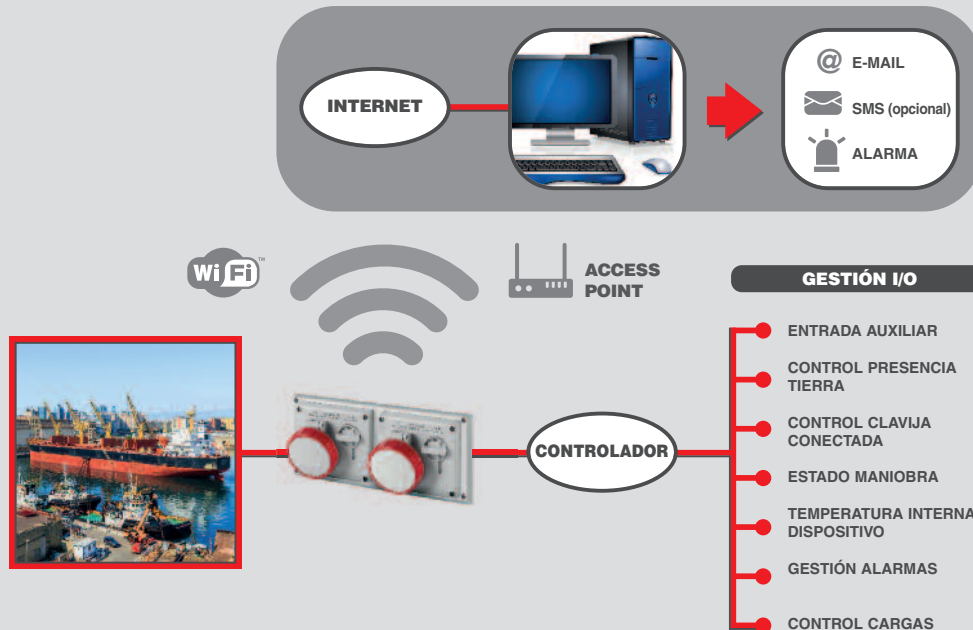 INTERNET
@ E-MAIL
SMS (opcional)
ALARMA
WiFi™
ACCESS
POINT
GESTIÓN I/O
ENTRADA AUXILIAR
CONTROL PRESENCIA
TIERRA
CONTROL CLAVIJA
CONECTADA
CONTROLADOR
ESTADO MANIOBRA
TEMPERATURA INTERNA
DISPOSITIVO
GESTIÓN ALARMAS
CONTROL CARGAS